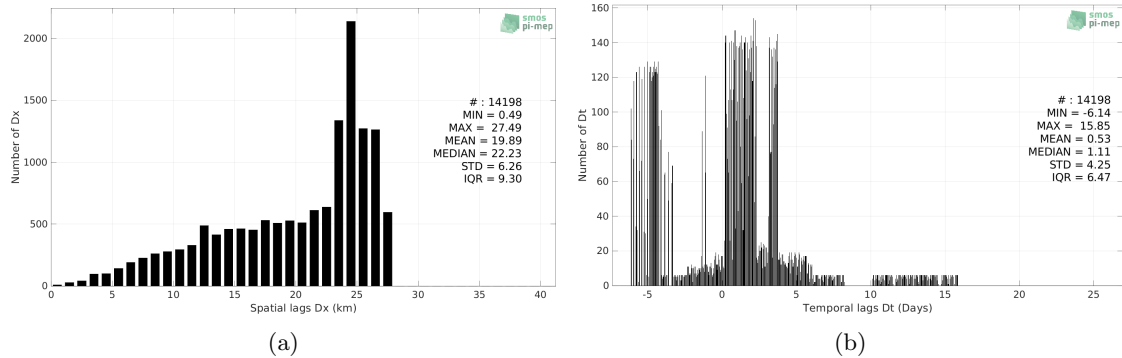 smos
pi-mep
2000
1500
1000
500
0
Number of Dx
# : 14198
MIN = 0.49
MAX = 27.49
MEAN = 19.89
MEDIAN = 22.23
STD = 6.26
IQR = 9.30
0 5 10 15 20 25 30 35 40
Spatial lags Dx (km)
(a)
smos
pi-mep
160
140
120
100
80
60
40
20
0
Number of Dt
# : 14198
MIN = -6.14
MAX = 15.85
MEAN = 0.53
MEDIAN = 1.11
STD = 4.25
IQR = 6.47
-5 0 5 10 15 20 25
Temporal lags Dt (Days)
(b)